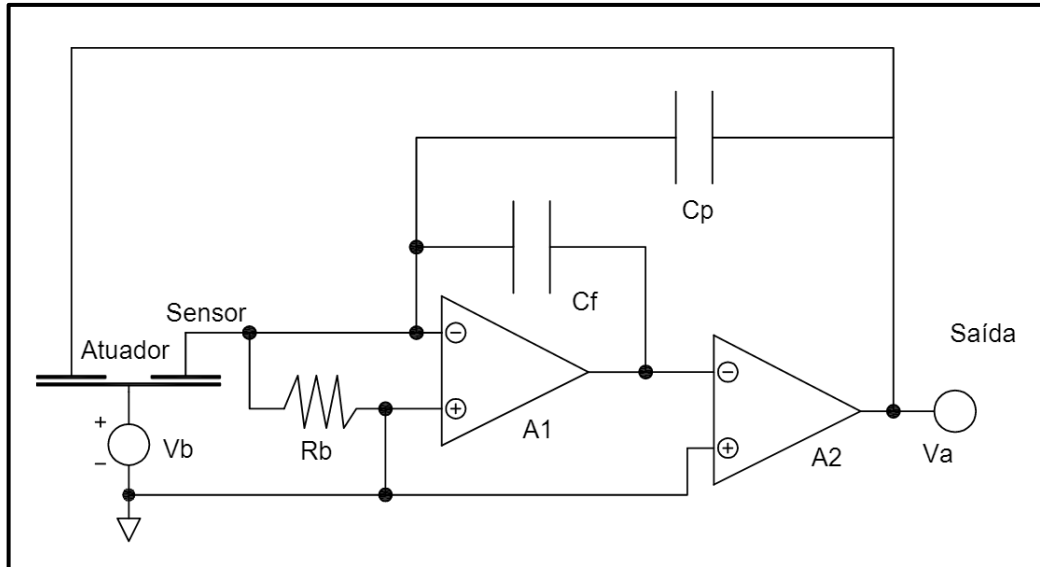 Cp
Cf
Sensor
Atuador
Saída
−
+
A1
−
+
A2
Va
Rb
+
−
Vb